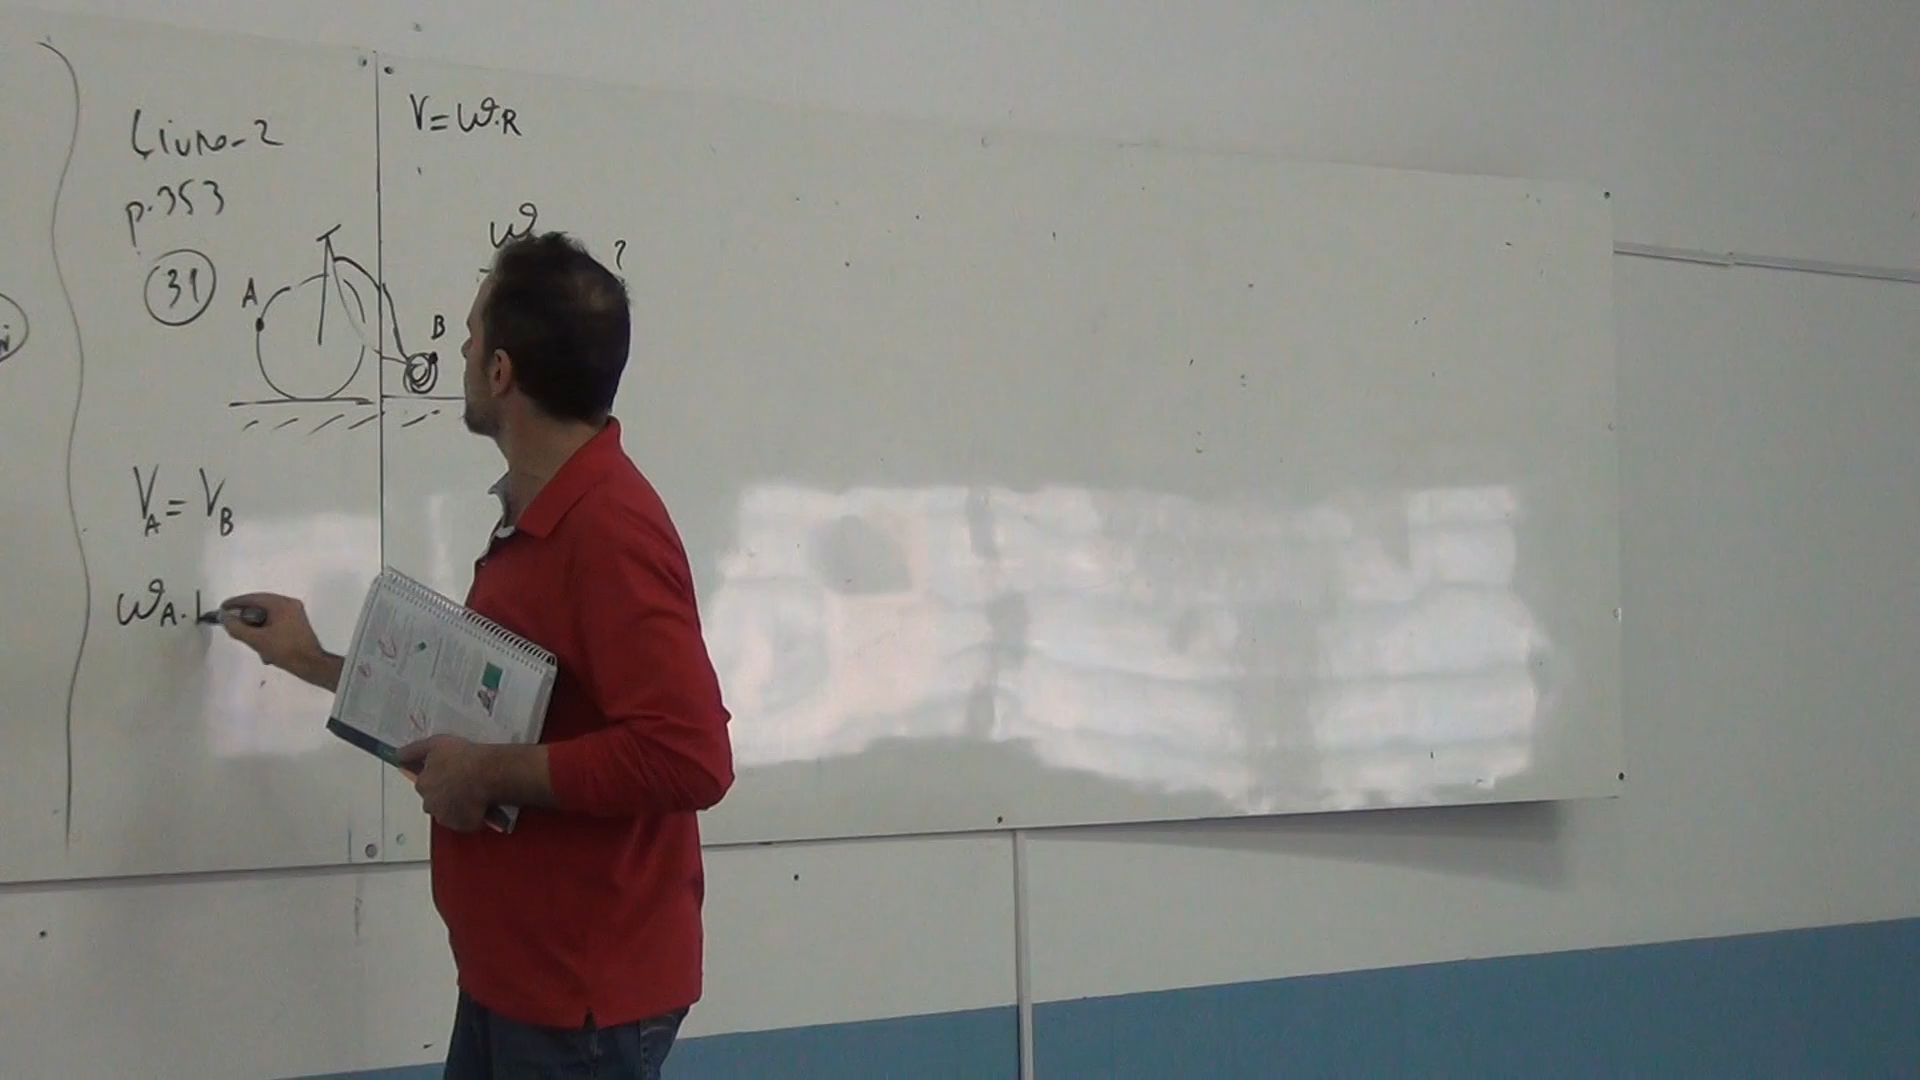 Livro-2
p.353
31
A
B
V=ω.R
ω
?
V_A = V_B
ω_A.